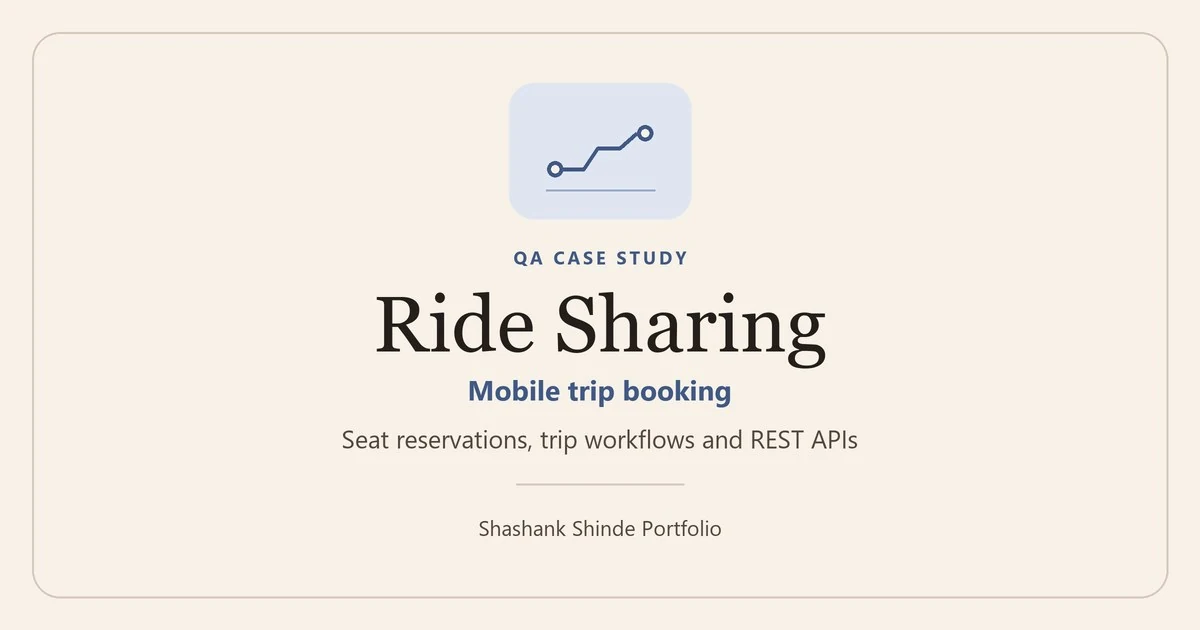 QA CASE STUDY
Ride Sharing
Mobile trip booking
Seat reservations, trip workflows and REST APIs
Shashank Shinde Portfolio